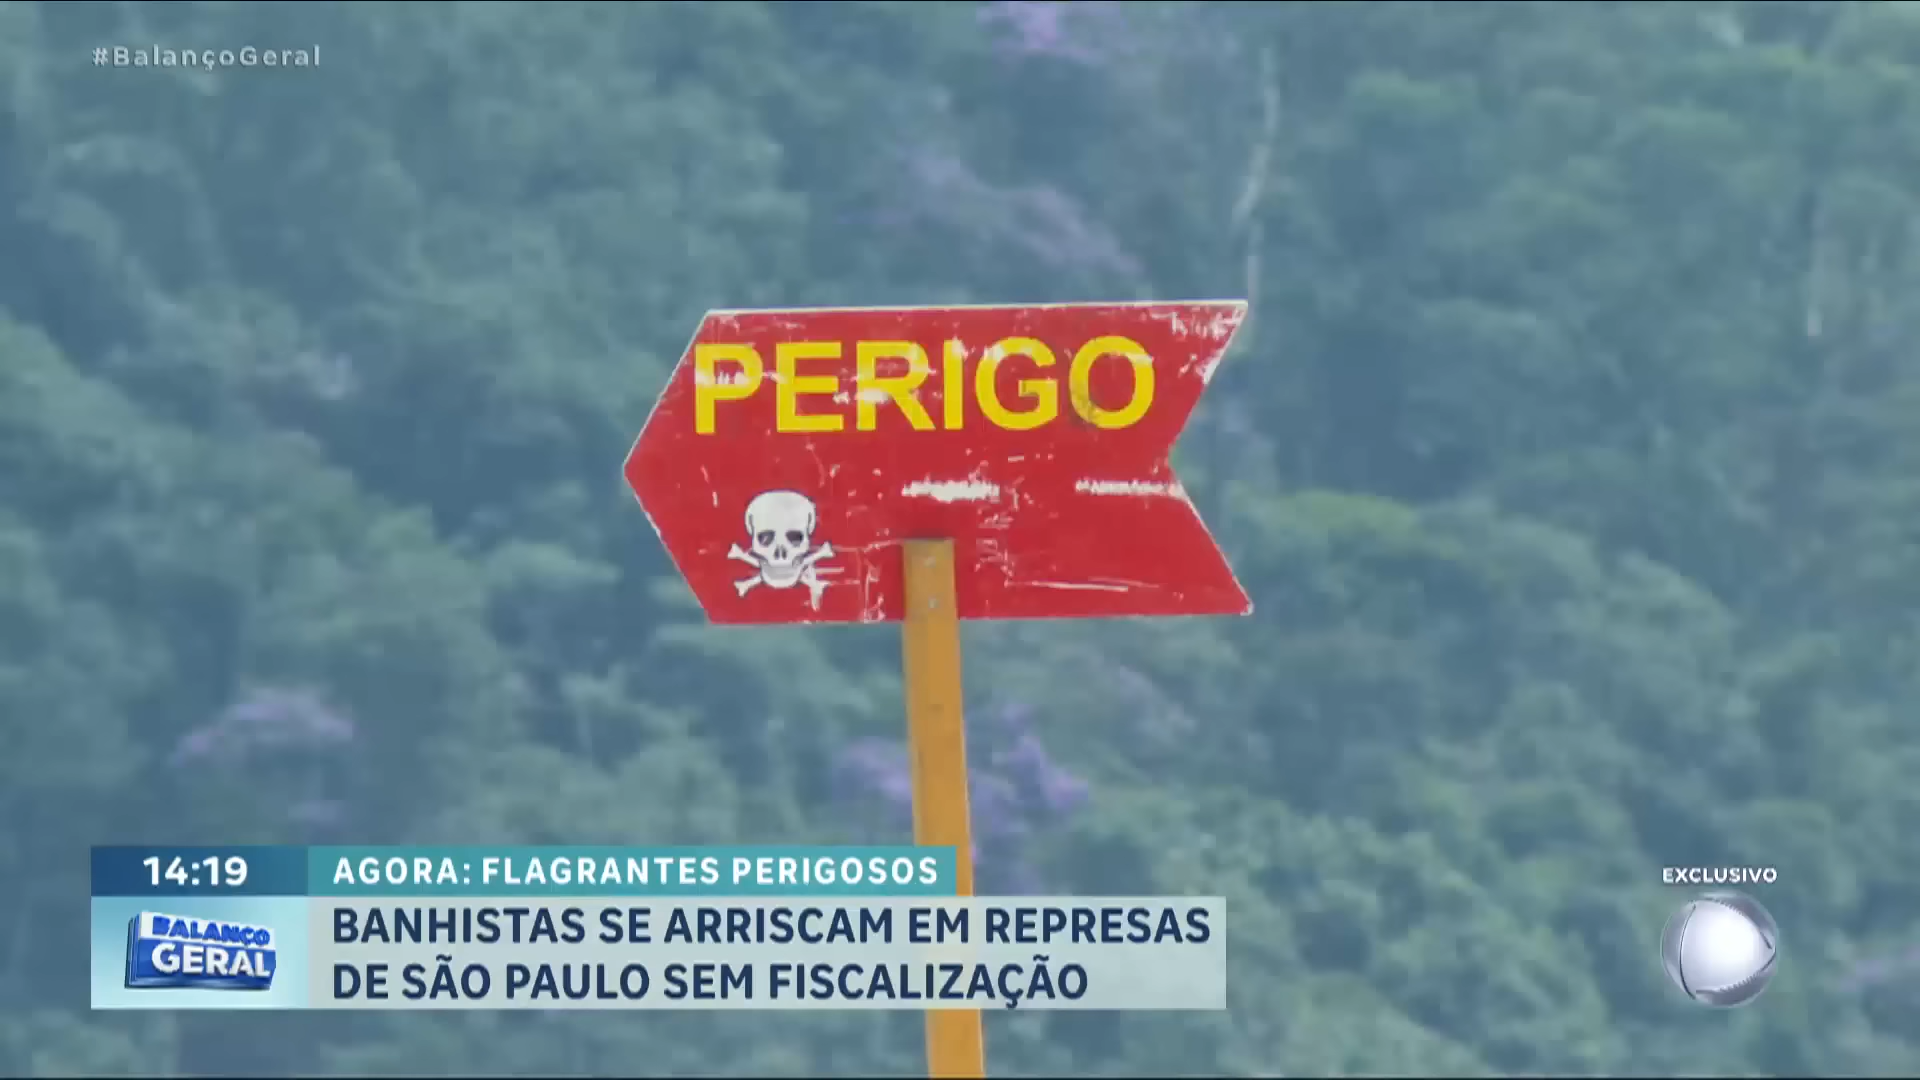 #BalançoGeral
PERIGO
14:19
AGORA: FLAGRANTES PERIGOSOS
BALANÇO
GERAL
BANHISTAS SE ARRISCAM EM REPRESAS
DE SÃO PAULO SEM FISCALIZAÇÃO
EXCLUSIVO